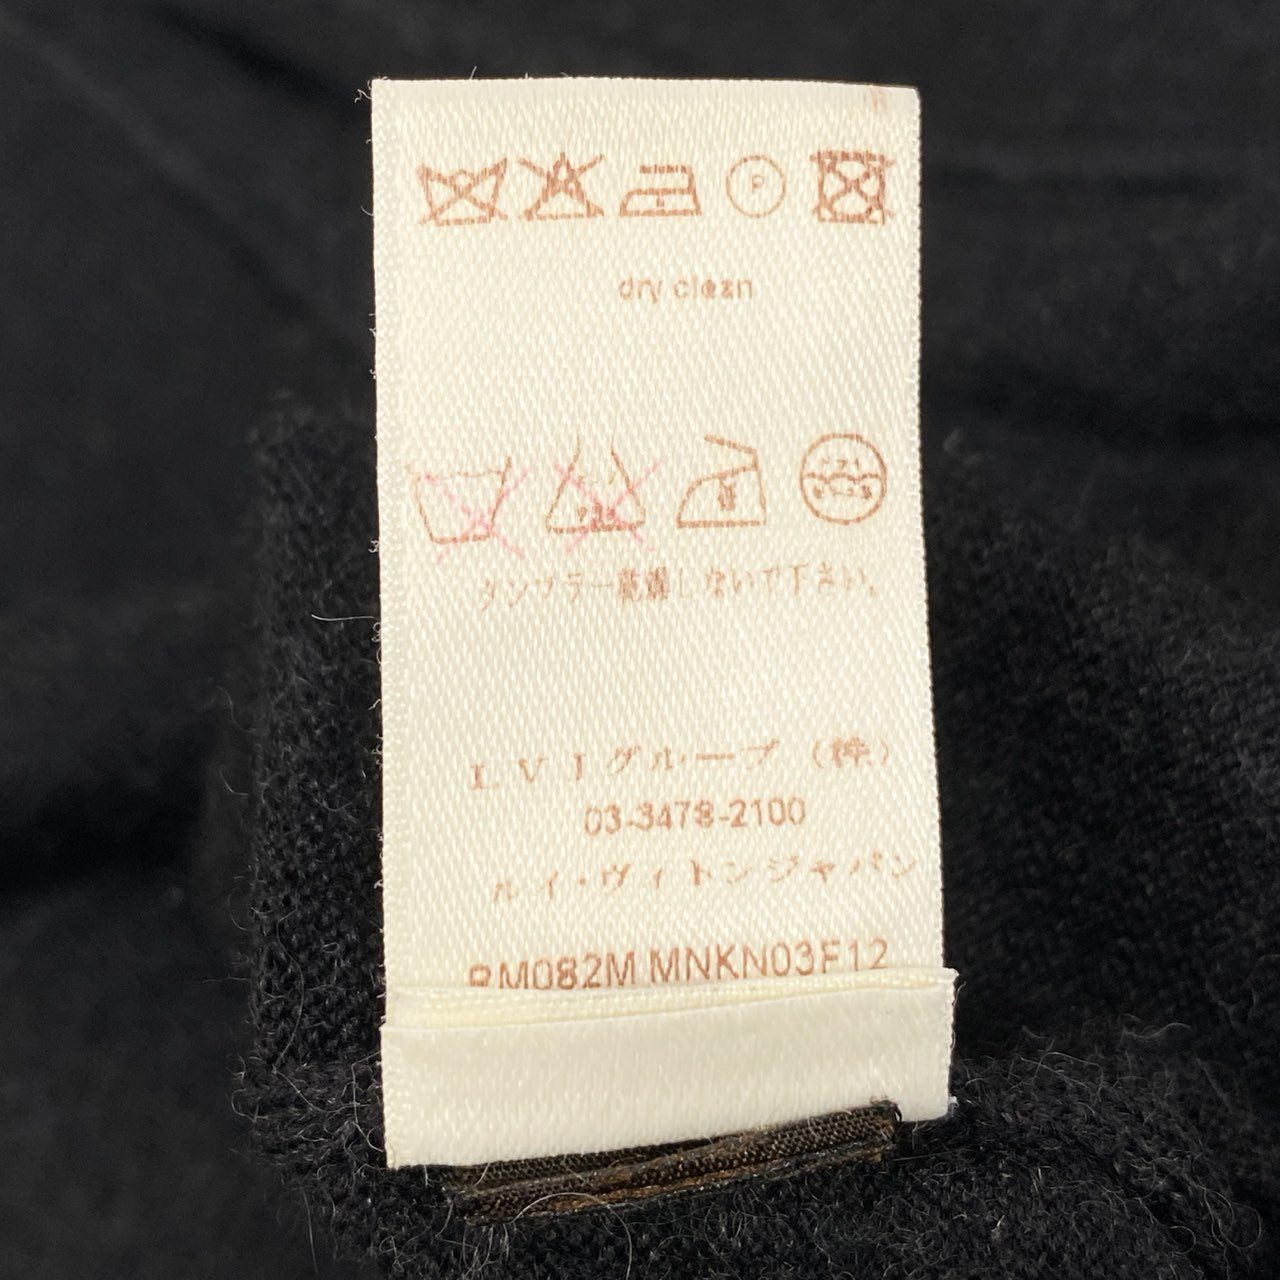 P
dry clean
タンブラー乾燥しないで下さい。
LVJグループ(株)
03-3478-2100
ルイ・ヴィトンジャパン
RM082M MNKN03F12